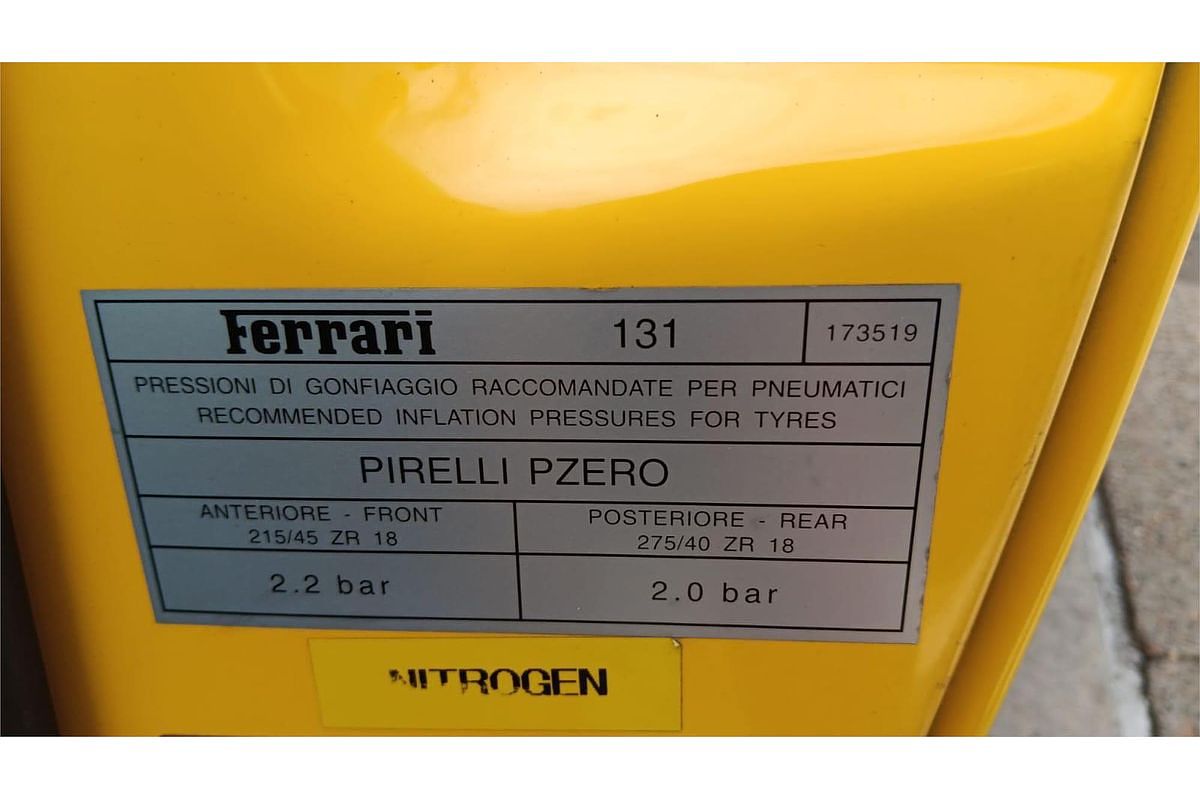 Ferrari 131 173519
PRESSIONI DI GONFIAGGIO RACCOMANDATE PER PNEUMATICI
RECOMMENDED INFLATION PRESSURES FOR TYRES
PIRELLI PZERO
ANTERIORE - FRONT
215/45 ZR 18
POSTERIORE - REAR
275/40 ZR 18
2.2 bar
2.0 bar
NITROGEN